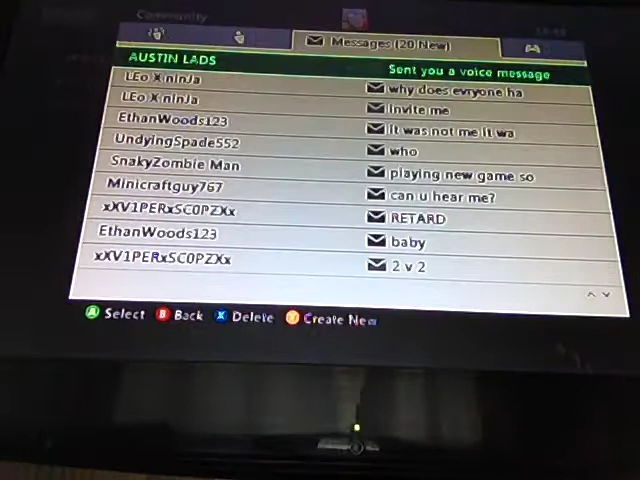 Community
Messages (20 New)
AUSTIN LADS Sent you a voice message
LEo X ninJa why does evryone ha
LEo X ninJa Invite me
EthanWoods123 it was not me it wa
UndyingSpade552 who
SnakyZombie Man playing new game so
Minicraftguy767 can u hear me?
xXV1PERxSC0PZXx RETARD
EthanWoods123 baby
xXV1PERxSC0PZXx 2 v 2
A Select B Back X Delete Y Create New